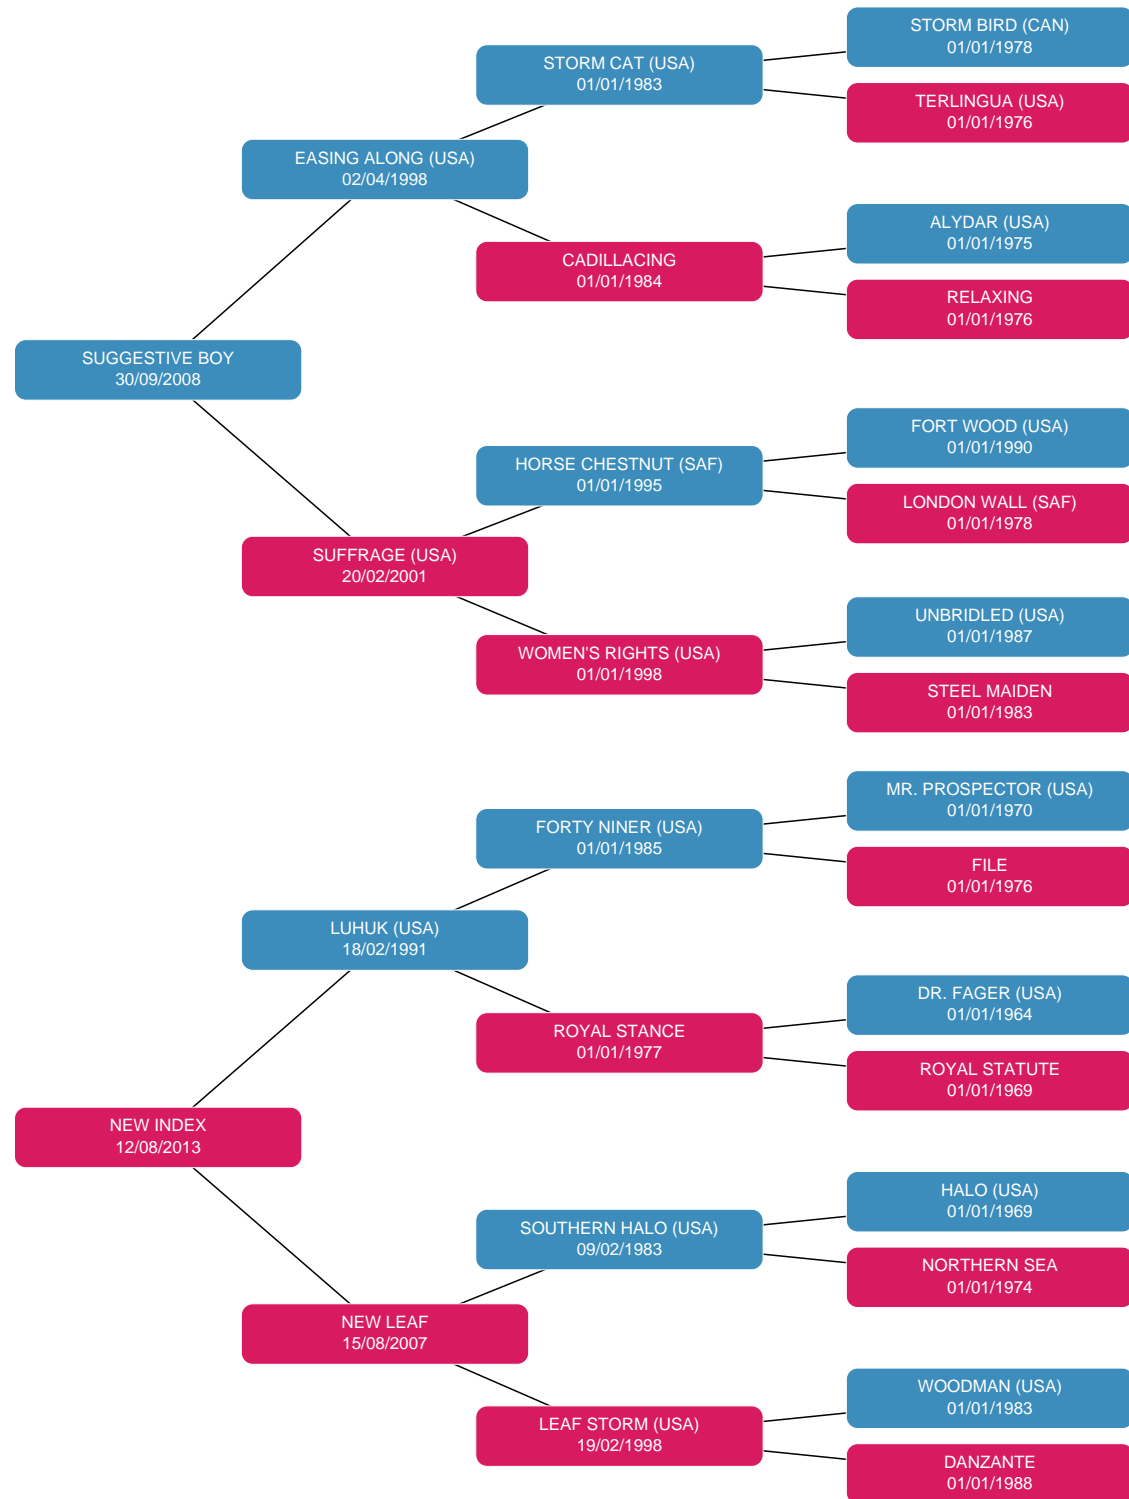 STORM BIRD (CAN)
01/01/1978
STORM CAT (USA)
01/01/1983
TERLINGUA (USA)
01/01/1976
EASING ALONG (USA)
02/04/1998
ALYDAR (USA)
01/01/1975
CADILLACING
01/01/1984
RELAXING
01/01/1976
SUGGESTIVE BOY
30/09/2008
FORT WOOD (USA)
01/01/1990
HORSE CHESTNUT (SAF)
01/01/1995
LONDON WALL (SAF)
01/01/1978
SUFFRAGE (USA)
20/02/2001
UNBRIDLED (USA)
01/01/1987
WOMEN'S RIGHTS (USA)
01/01/1998
STEEL MAIDEN
01/01/1983
MR. PROSPECTOR (USA)
01/01/1970
FORTY NINER (USA)
01/01/1985
FILE
01/01/1976
LUHUK (USA)
18/02/1991
DR. FAGER (USA)
01/01/1964
ROYAL STANCE
01/01/1977
ROYAL STATUTE
01/01/1969
NEW INDEX
12/08/2013
HALO (USA)
01/01/1969
SOUTHERN HALO (USA)
09/02/1983
NORTHERN SEA
01/01/1974
NEW LEAF
15/08/2007
WOODMAN (USA)
01/01/1983
LEAF STORM (USA)
19/02/1998
DANZANTE
01/01/1988